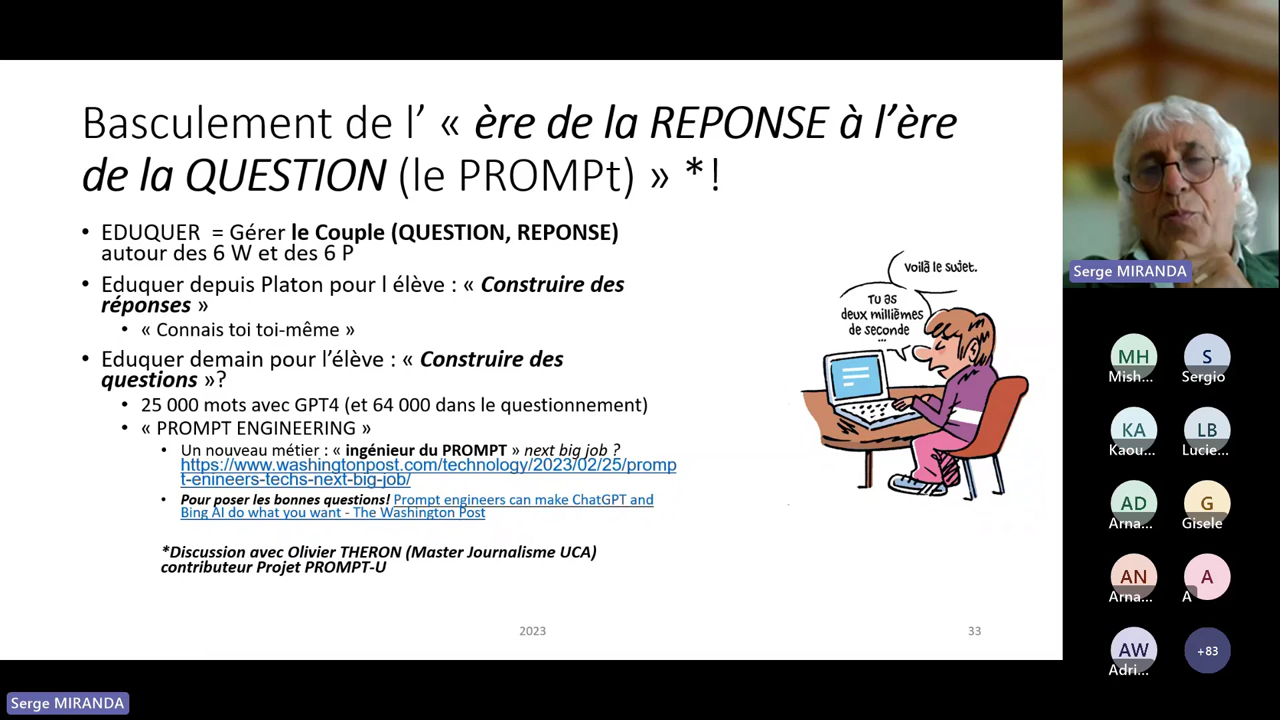 Basculement de l' « ère de la REPONSE à l'ère
de la QUESTION (le PROMPt) » *!
• EDUQUER = Gérer le Couple (QUESTION, REPONSE)
autour des 6 W et des 6 P
• Eduquer depuis Platon pour l élève : « Construire des
réponses »
• « Connais toi toi-même »
• Eduquer demain pour l'élève : « Construire des
questions »?
• 25 000 mots avec GPT4 (et 64 000 dans le questionnement)
• « PROMPT ENGINEERING »
• Un nouveau métier : « ingénieur du PROMPT » next big job ?
https://www.washingtonpost.com/technology/2023/02/25/promp
t-enineers-techs-next-big-job/
• Pour poser les bonnes questions! Prompt engineers can make ChatGPT and
Bing AI do what you want - The Washington Post
*Discussion avec Olivier THERON (Master Journalisme UCA)
contributeur Projet PROMPT-U
2023
33
Voilà le sujet.
Tu as
deux millièmes
de seconde
...
Serge MIRANDA
MH
Mish...
S
Sergio
KA
Kaou...
LB
Lucie...
AD
Arna...
G
Gisele
AN
Arna...
A
A
AW
Adri...
+83
Serge MIRANDA